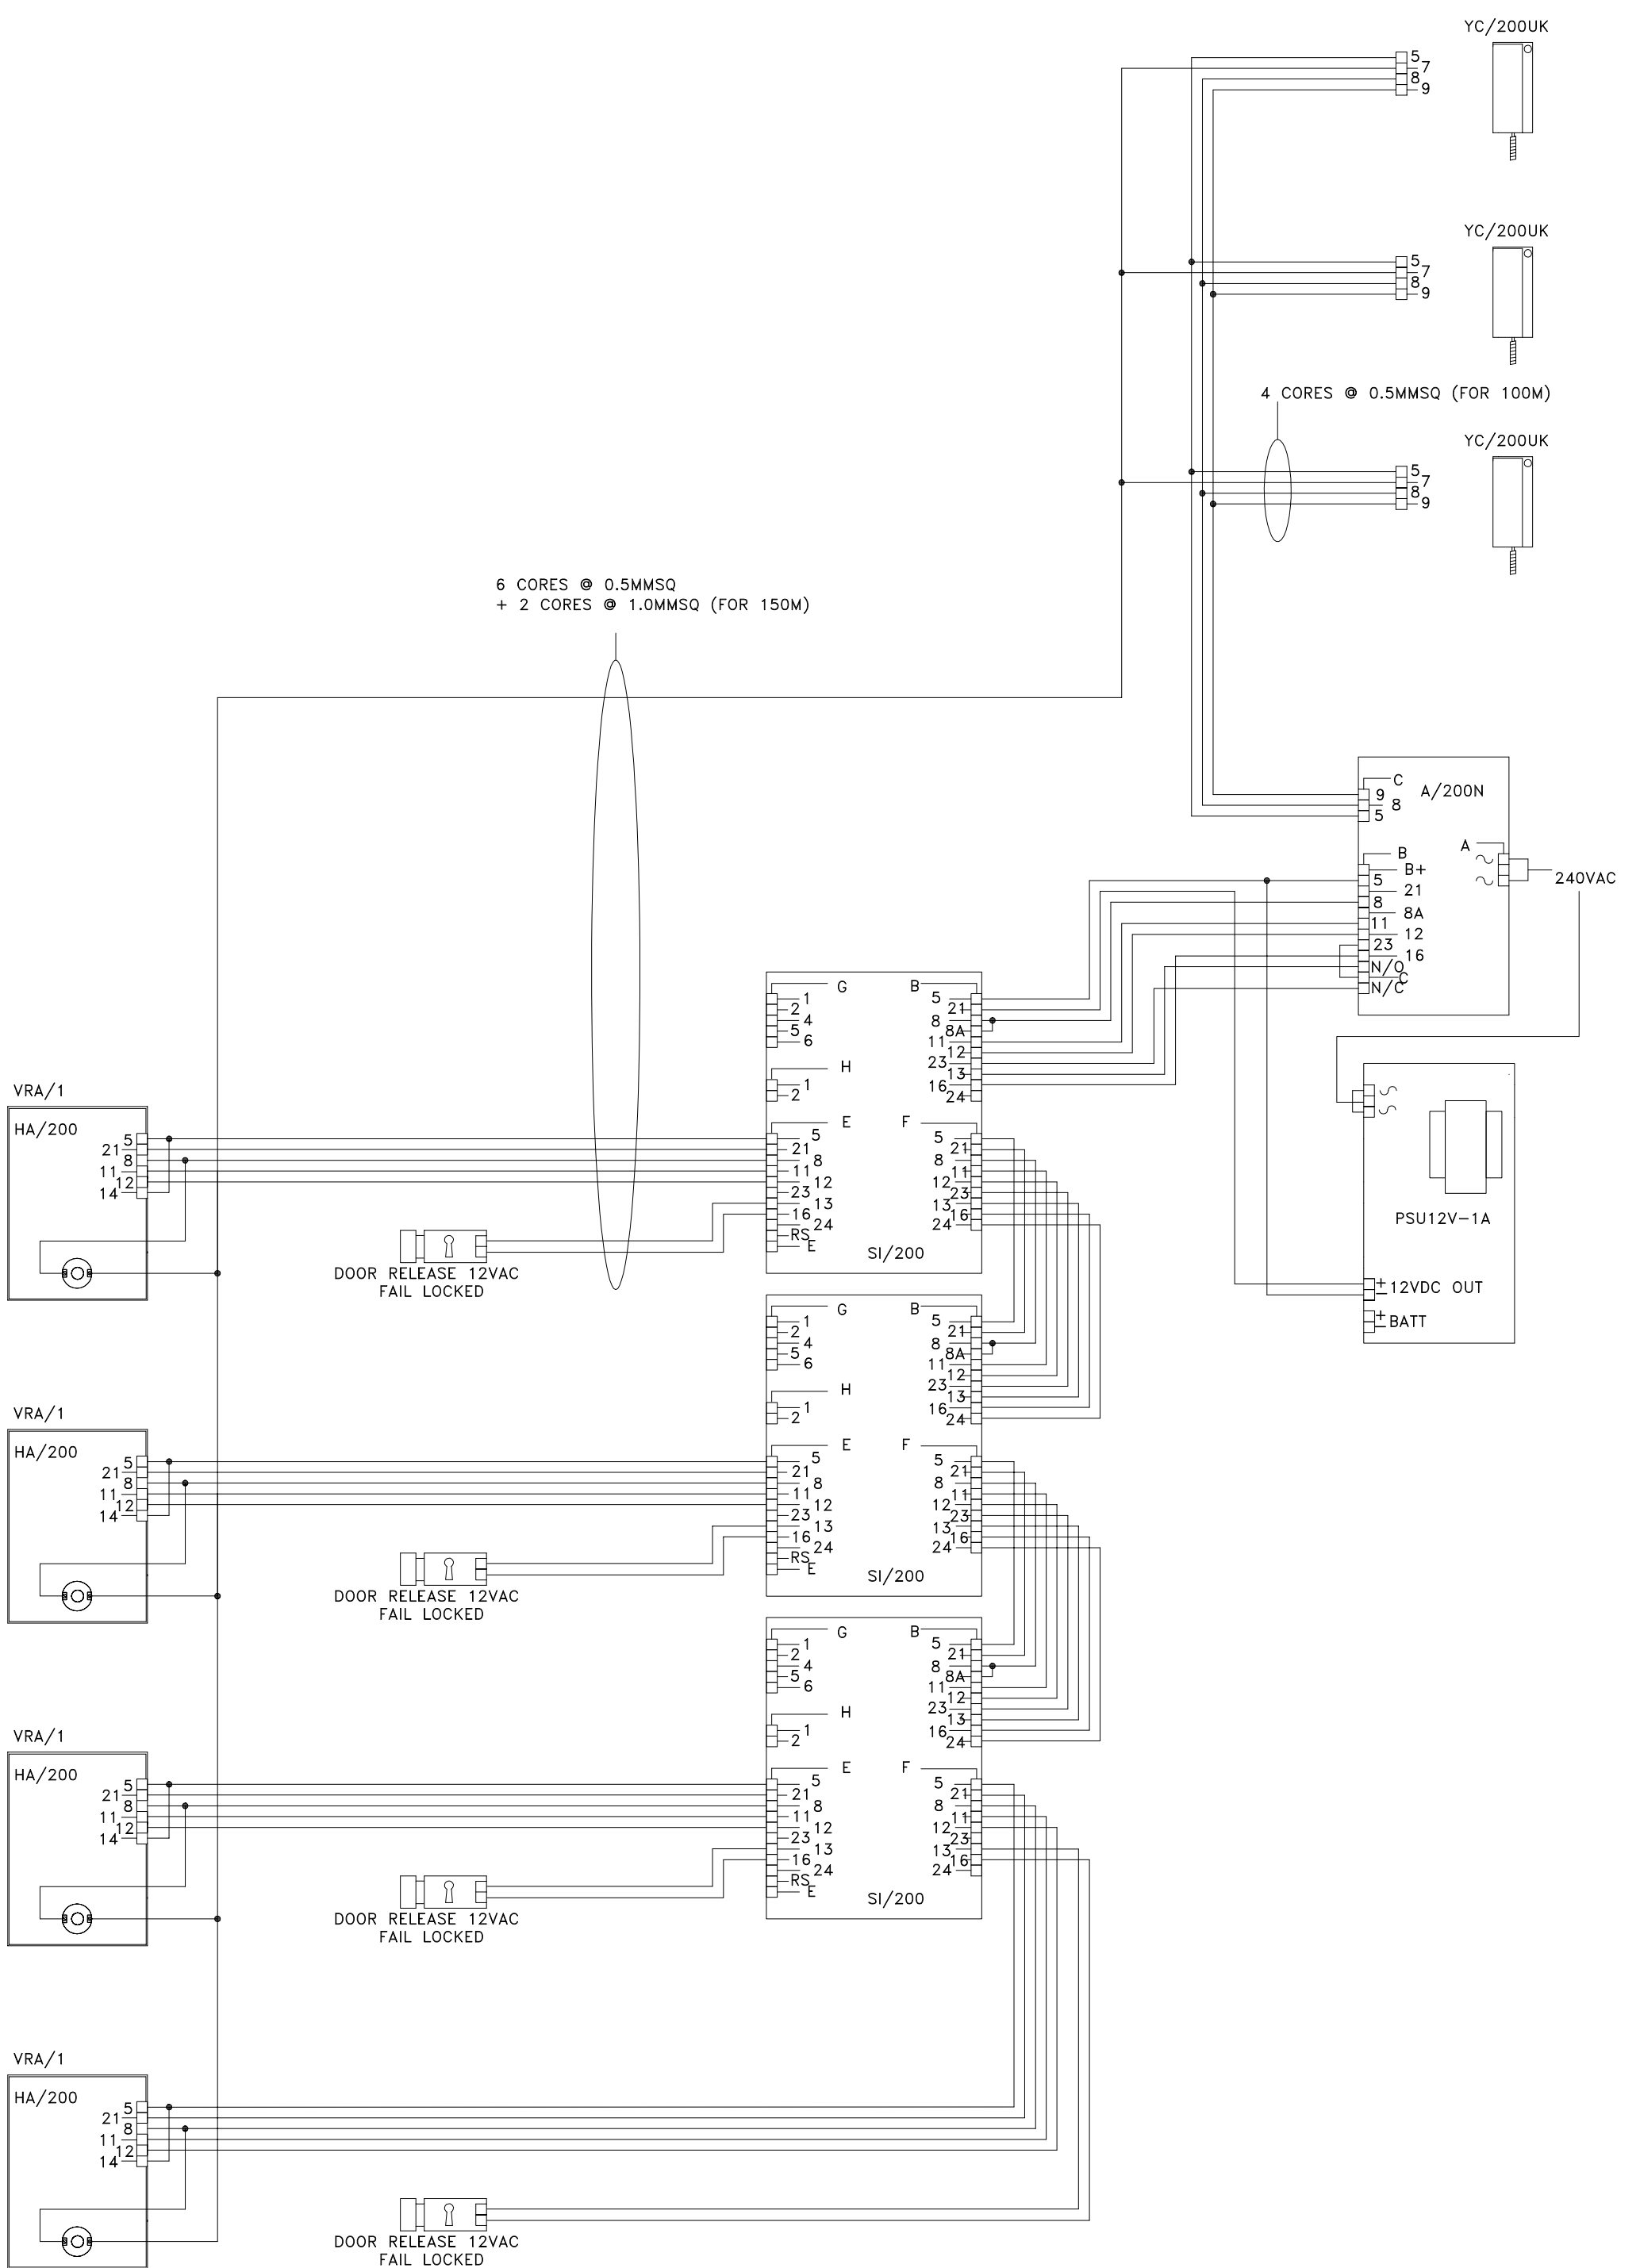 YC/200UK
5
7
8
9
YC/200UK
5
7
8
9
4 CORES @ 0.5MMSQ (FOR 100M)
YC/200UK
5
7
8
9
6 CORES @ 0.5MMSQ
+ 2 CORES @ 1.0MMSQ (FOR 150M)
C
A/200N
9
8
5
A
B
B+
5
240VAC
21
8
8A
11
12
23
16
N/O
C
N/C
G
B
1
5
2
21
4
8
5
8A
6
11
12
23
H
13
1
16
2
24
E
F
5
5
21
21
8
8
11
11
12
12
23
23
13
13
16
16
24
24
RS
E
SI/200
VRA/1
HA/200
5
21
8
11
12
14
DOOR RELEASE 12VAC
FAIL LOCKED
PSU12V-1A
+
12VDC OUT
-
+
BATT
-
G
B
1
5
2
21
4
8
5
8A
6
11
12
23
H
13
1
16
2
24
E
F
5
5
21
21
8
8
11
11
12
12
23
23
13
13
16
16
24
24
RS
E
SI/200
VRA/1
HA/200
5
21
8
11
12
14
DOOR RELEASE 12VAC
FAIL LOCKED
G
B
1
5
2
21
4
8
5
8A
6
11
12
23
H
13
1
16
2
24
E
F
5
5
21
21
8
8
11
11
12
12
23
23
13
13
16
16
24
24
RS
E
SI/200
VRA/1
HA/200
5
21
8
11
12
14
DOOR RELEASE 12VAC
FAIL LOCKED
VRA/1
HA/200
5
21
8
11
12
14
DOOR RELEASE 12VAC
FAIL LOCKED